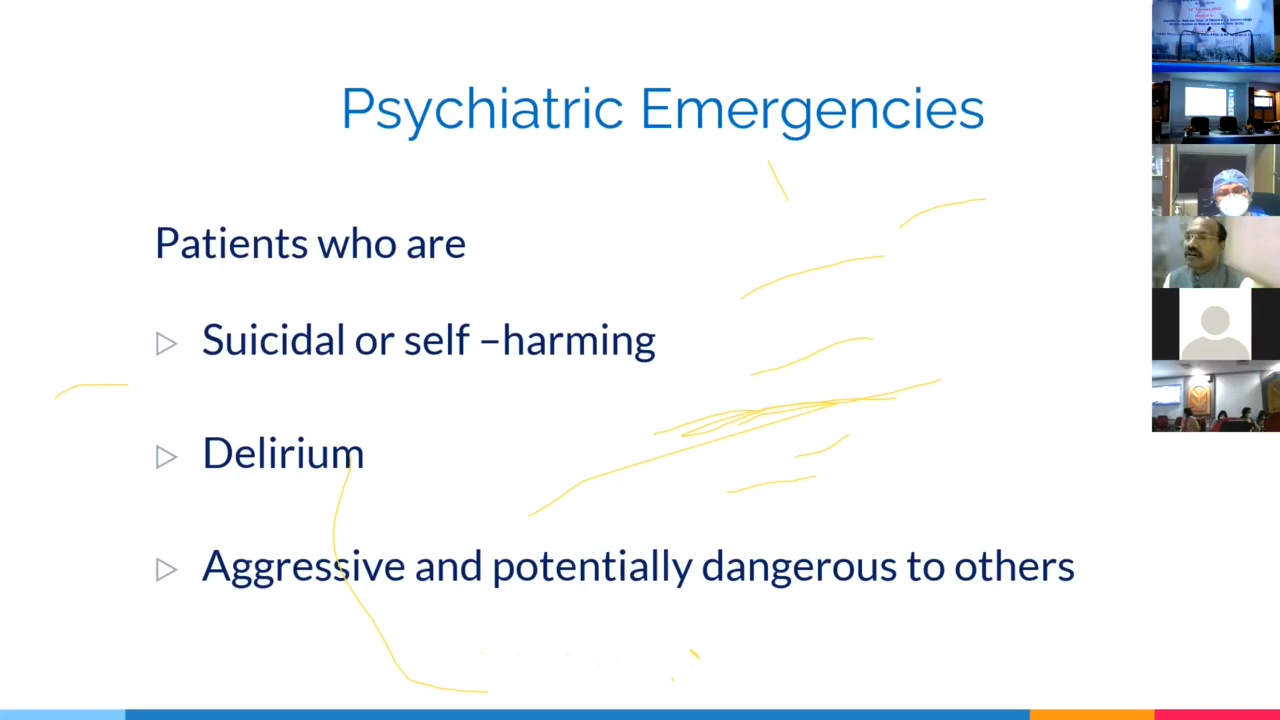 Psychiatric Emergencies
Patients who are
Suicidal or self –harming
Delirium
Aggressive and potentially dangerous to others